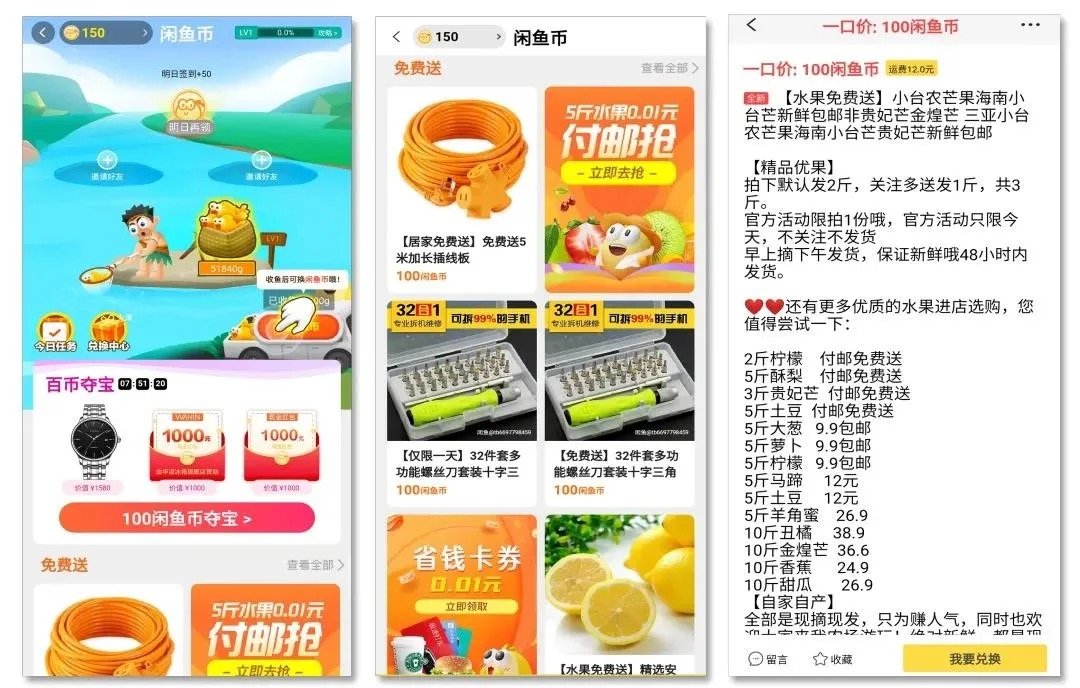 150
闲鱼币
LV1
0.0%
攻略>
明日签到+50
明日再领
邀请好友
邀请好友
LV1
51840g
收鱼后可换闲鱼币哦!
今日任务
兑换中心
百币夺宝 07:51:20
1000元
现金红包
1000元
价值 ¥1580
价值 ¥1000
价值 ¥1000
100闲鱼币夺宝 >
免费送
查看全部 >
5斤水果0.01元
付邮抢
立即去抢
150
闲鱼币
免费送
查看全部 >
【居家免费送】免费送5
米加长插线板
100闲鱼币
5斤水果0.01元
付邮抢
– 立即去抢 –
32合1
专业拆机维修
可拆99%的手机
闲鱼@tb6697798459
【仅限一天】32件套多
功能螺丝刀套装十字三
100闲鱼币
32合1
专业拆机维修
可拆99%的手机
闲鱼@tb6697798459
【免费送】32件套多功
能螺丝刀套装十字三角
100闲鱼币
省钱卡券
0.01元
立即领取
【水果免费送】精选安
一口价: 100闲鱼币
一口价: 100闲鱼币 运费12.0元
全新 【水果免费送】小台农芒果海南小
台芒新鲜包邮非贵妃芒金煌芒 三亚小台
农芒果海南小台芒贵妃芒新鲜包邮
【精品优果】
拍下默认发2斤，关注多送发1斤，共3
斤。
官方活动限拍1份哦，官方活动只限今
天，不关注不发货
早上摘下午发货，保证新鲜哦48小时内
发货。
❤️❤️还有更多优质的水果进店选购，您
值得尝试一下：
2斤柠檬 付邮免费送
5斤酥梨 付邮免费送
3斤贵妃芒 付邮免费送
5斤土豆 付邮免费送
5斤大葱 9.9包邮
5斤萝卜 9.9包邮
5斤柠檬 9.9包邮
5斤马蹄 12元
5斤土豆 12元
5斤羊角蜜 26.9
10斤丑橘 38.9
10斤金煌芒 36.6
10斤香蕉 24.9
10斤甜瓜 26.9
【自家自产】
全部是现摘现发，只为赚人气，同时也欢
留言
收藏
我要兑换